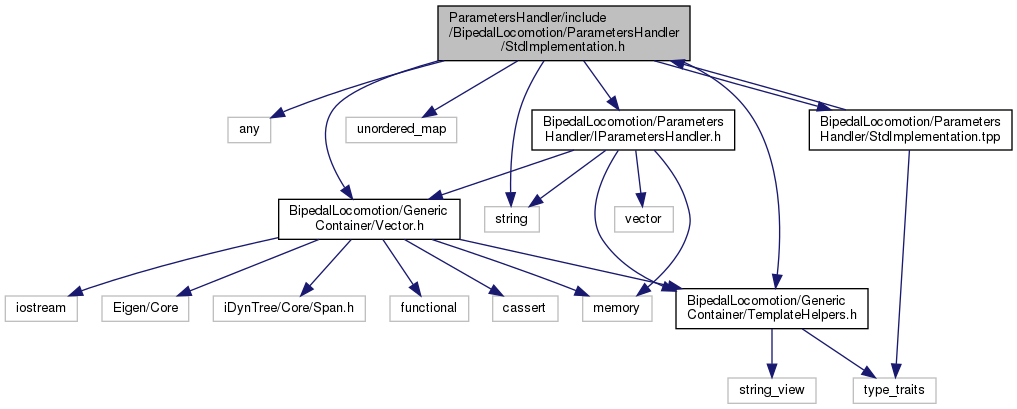 ParametersHandler/include
/BipedalLocomotion/ParametersHandler
/StdImplementation.h
any
unordered_map
BipedalLocomotion/Parameters
Handler/IParametersHandler.h
BipedalLocomotion/Parameters
Handler/StdImplementation.tpp
BipedalLocomotion/Generic
Container/Vector.h
string
vector
iostream
Eigen/Core
iDynTree/Core/Span.h
functional
cassert
memory
BipedalLocomotion/Generic
Container/TemplateHelpers.h
string_view
type_traits